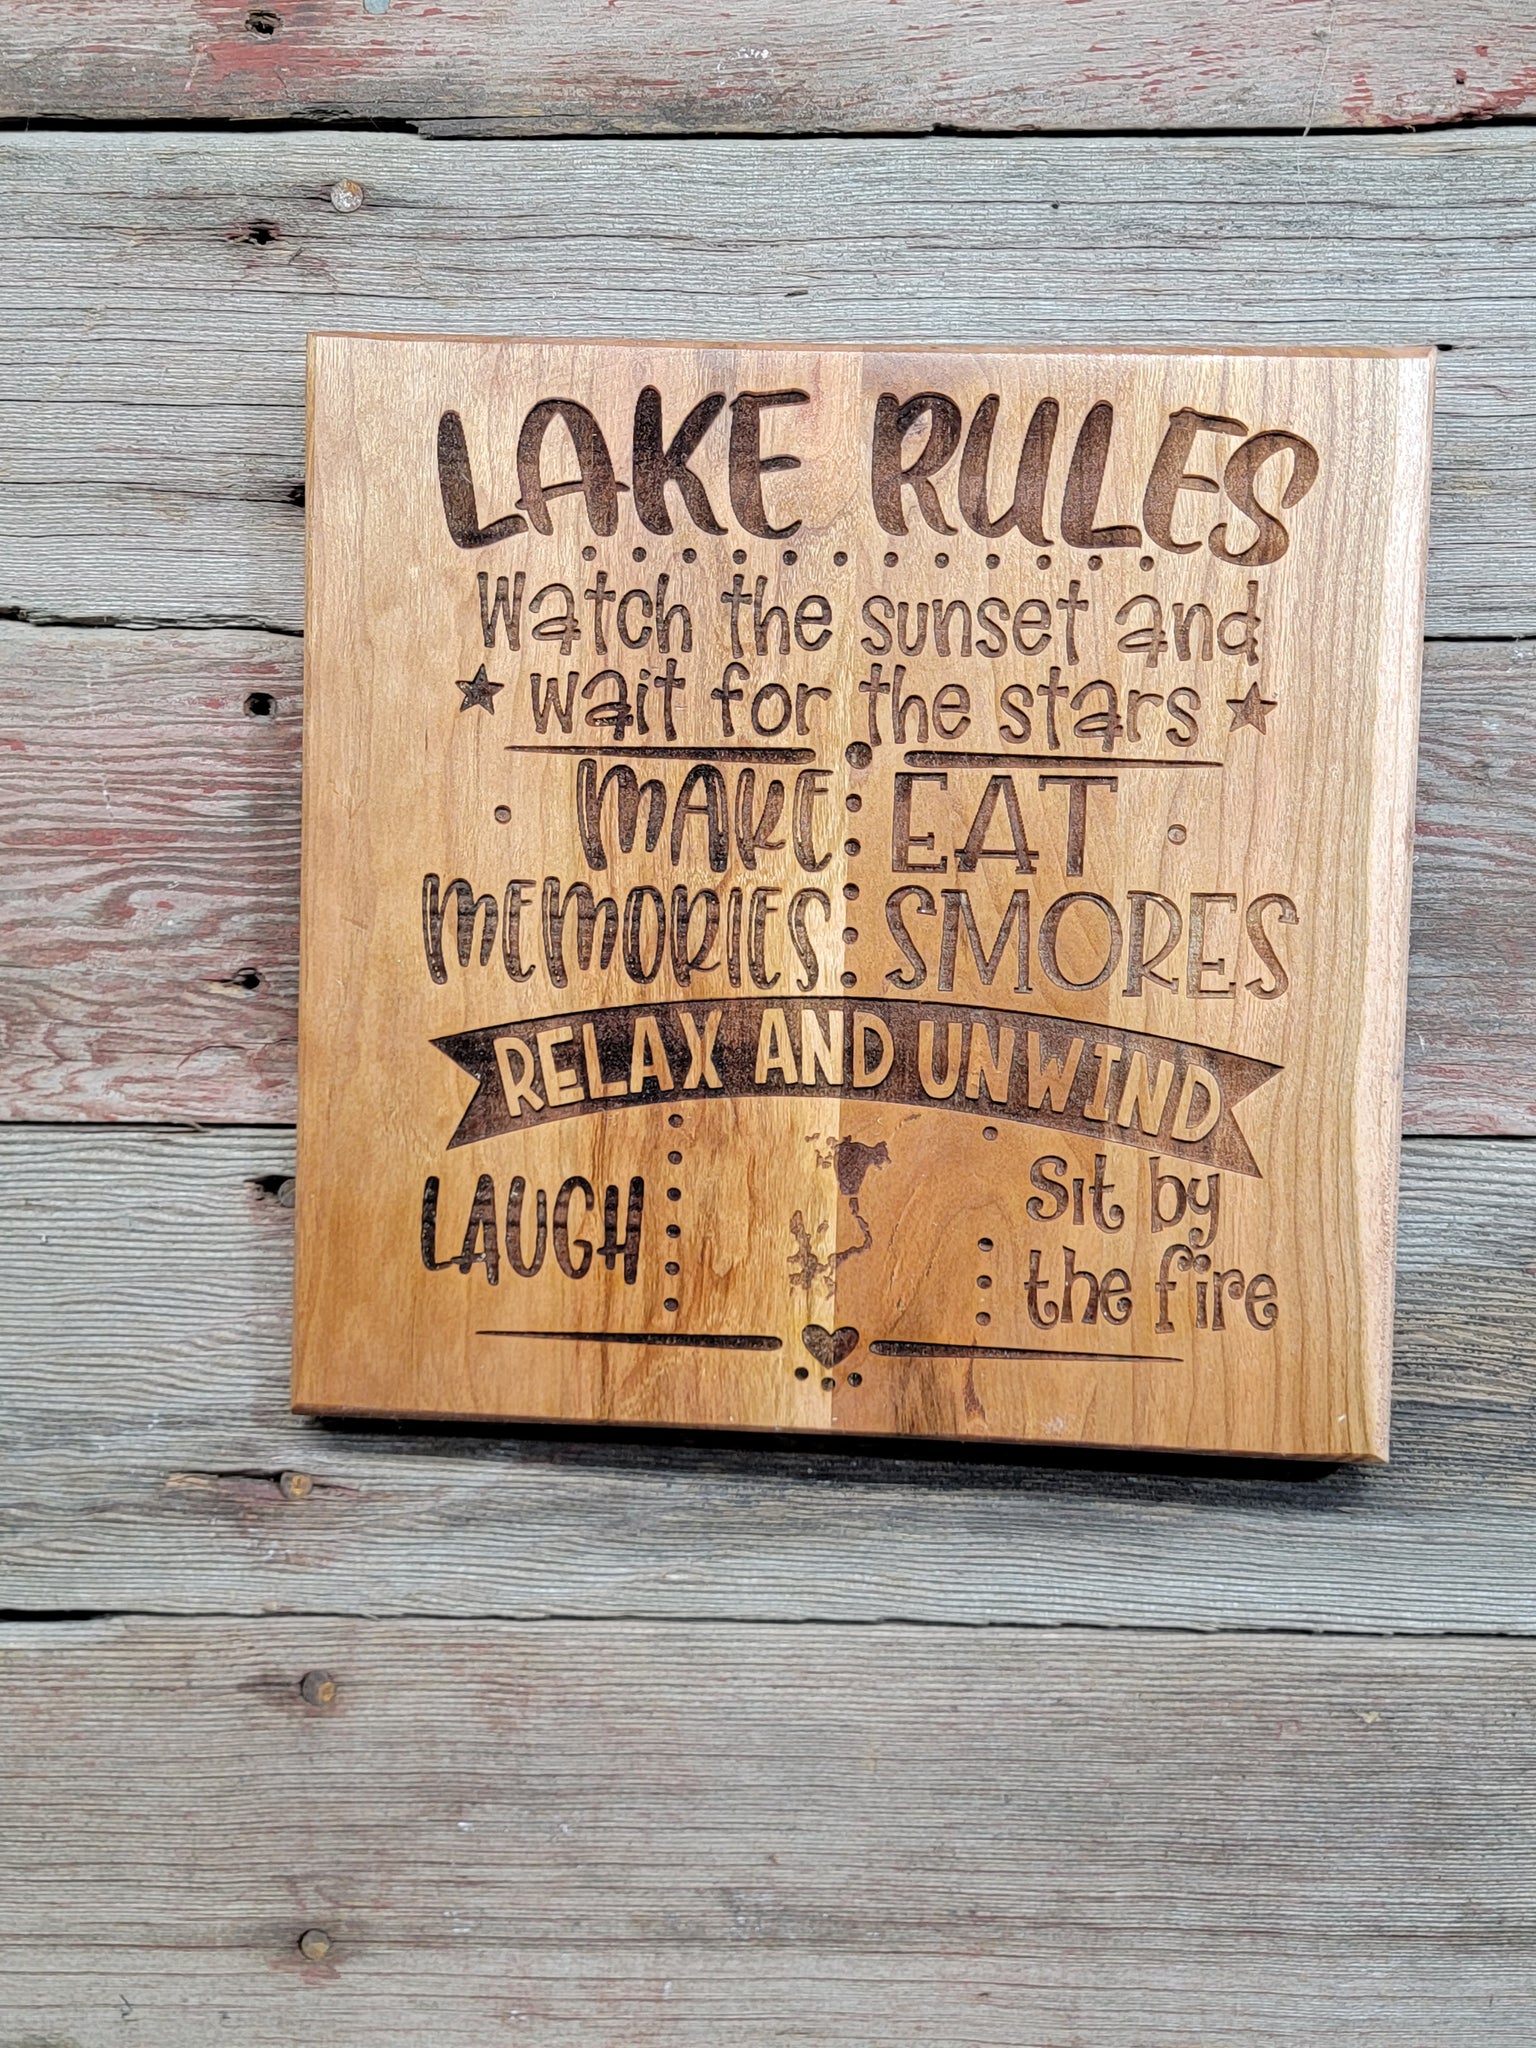 LAKE RULES
Watch the sunset and
wait for the stars
MAKE
MEMORIES
EAT
SMORES
RELAX AND UNWIND
LAUGH
Sit by
the fire